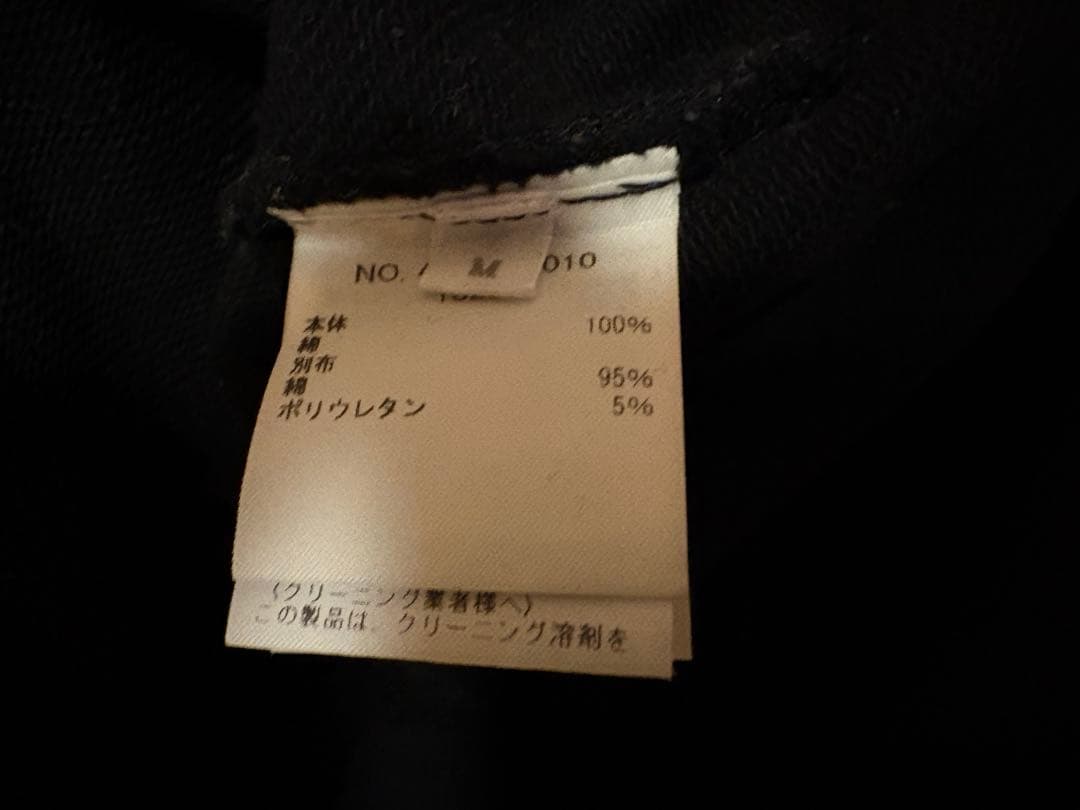 M
NO. 010
本体
綿 100%
別布
綿 95%
ポリウレタン 5%
(クリーニング業者様へ)
この製品は、クリーニング溶剤を